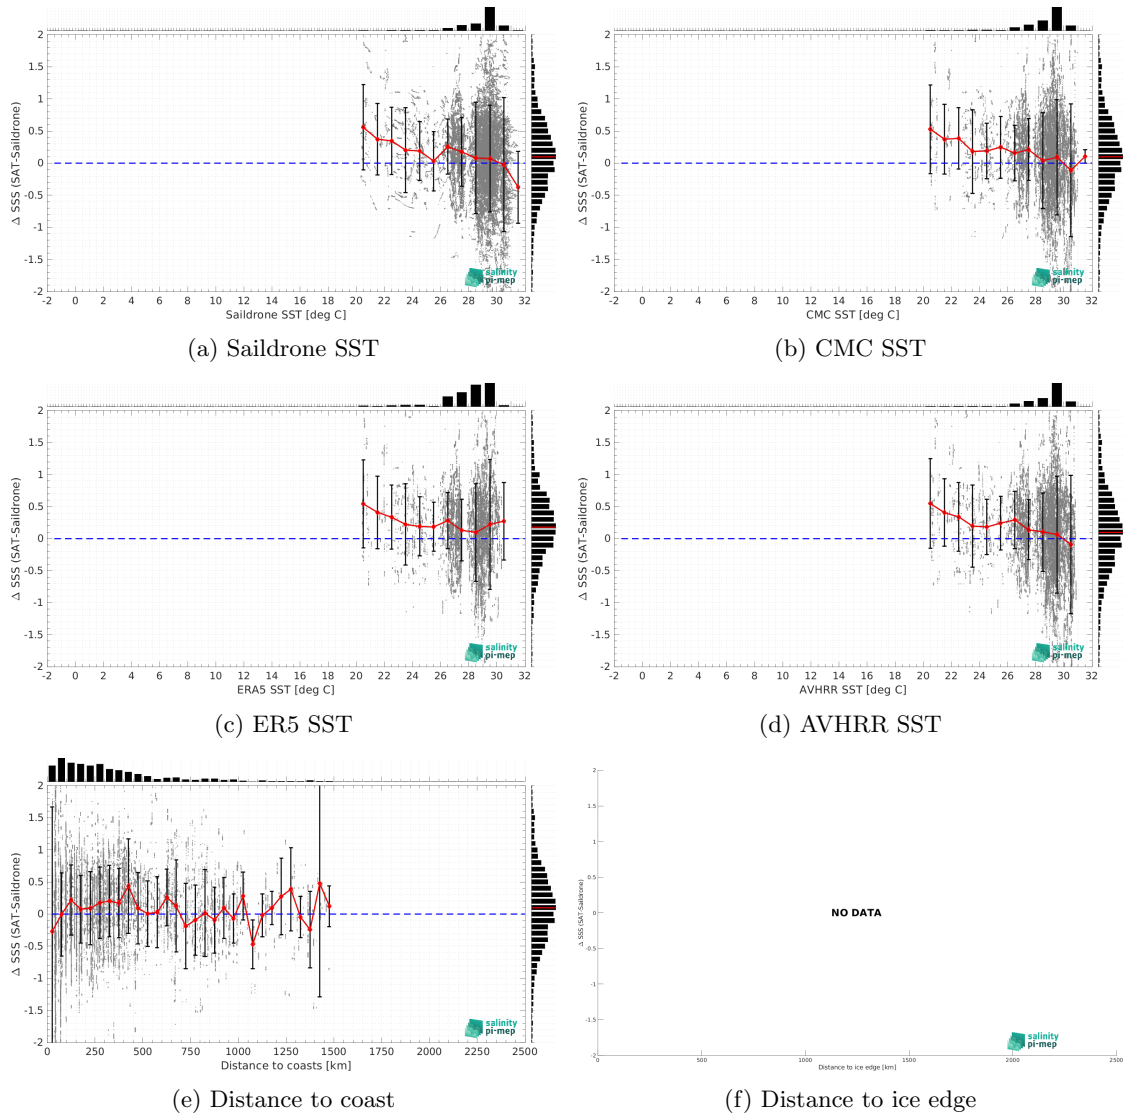 2
1.5
1
0.5
0
-0.5
-1
-1.5
-2
Δ SSS (SAT-Saildrone)
-2 0 2 4 6 8 10 12 14 16 18 20 22 24 26 28 30 32
Saildrone SST [deg C]
salinity
pi-mep
(a) Saildrone SST
2
1.5
1
0.5
0
-0.5
-1
-1.5
-2
Δ SSS (SAT-Saildrone)
-2 0 2 4 6 8 10 12 14 16 18 20 22 24 26 28 30 32
CMC SST [deg C]
salinity
pi-mep
(b) CMC SST
2
1.5
1
0.5
0
-0.5
-1
-1.5
-2
Δ SSS (SAT-Saildrone)
-2 0 2 4 6 8 10 12 14 16 18 20 22 24 26 28 30 32
ERA5 SST [deg C]
salinity
pi-mep
(c) ER5 SST
2
1.5
1
0.5
0
-0.5
-1
-1.5
-2
Δ SSS (SAT-Saildrone)
-2 0 2 4 6 8 10 12 14 16 18 20 22 24 26 28 30 32
AVHRR SST [deg C]
salinity
pi-mep
(d) AVHRR SST
2
1.5
1
0.5
0
-0.5
-1
-1.5
-2
Δ SSS (SAT-Saildrone)
0 250 500 750 1000 1250 1500 1750 2000 2250 2500
Distance to coasts [km]
salinity
pi-mep
(e) Distance to coast
2
1.5
1
0.5
0
-0.5
-1
-1.5
-2
Δ SSS (SAT-Saildrone)
NO DATA
0 500 1000 1500 2000 2500
Distance to ice edge [km]
salinity
pi-mep
(f) Distance to ice edge